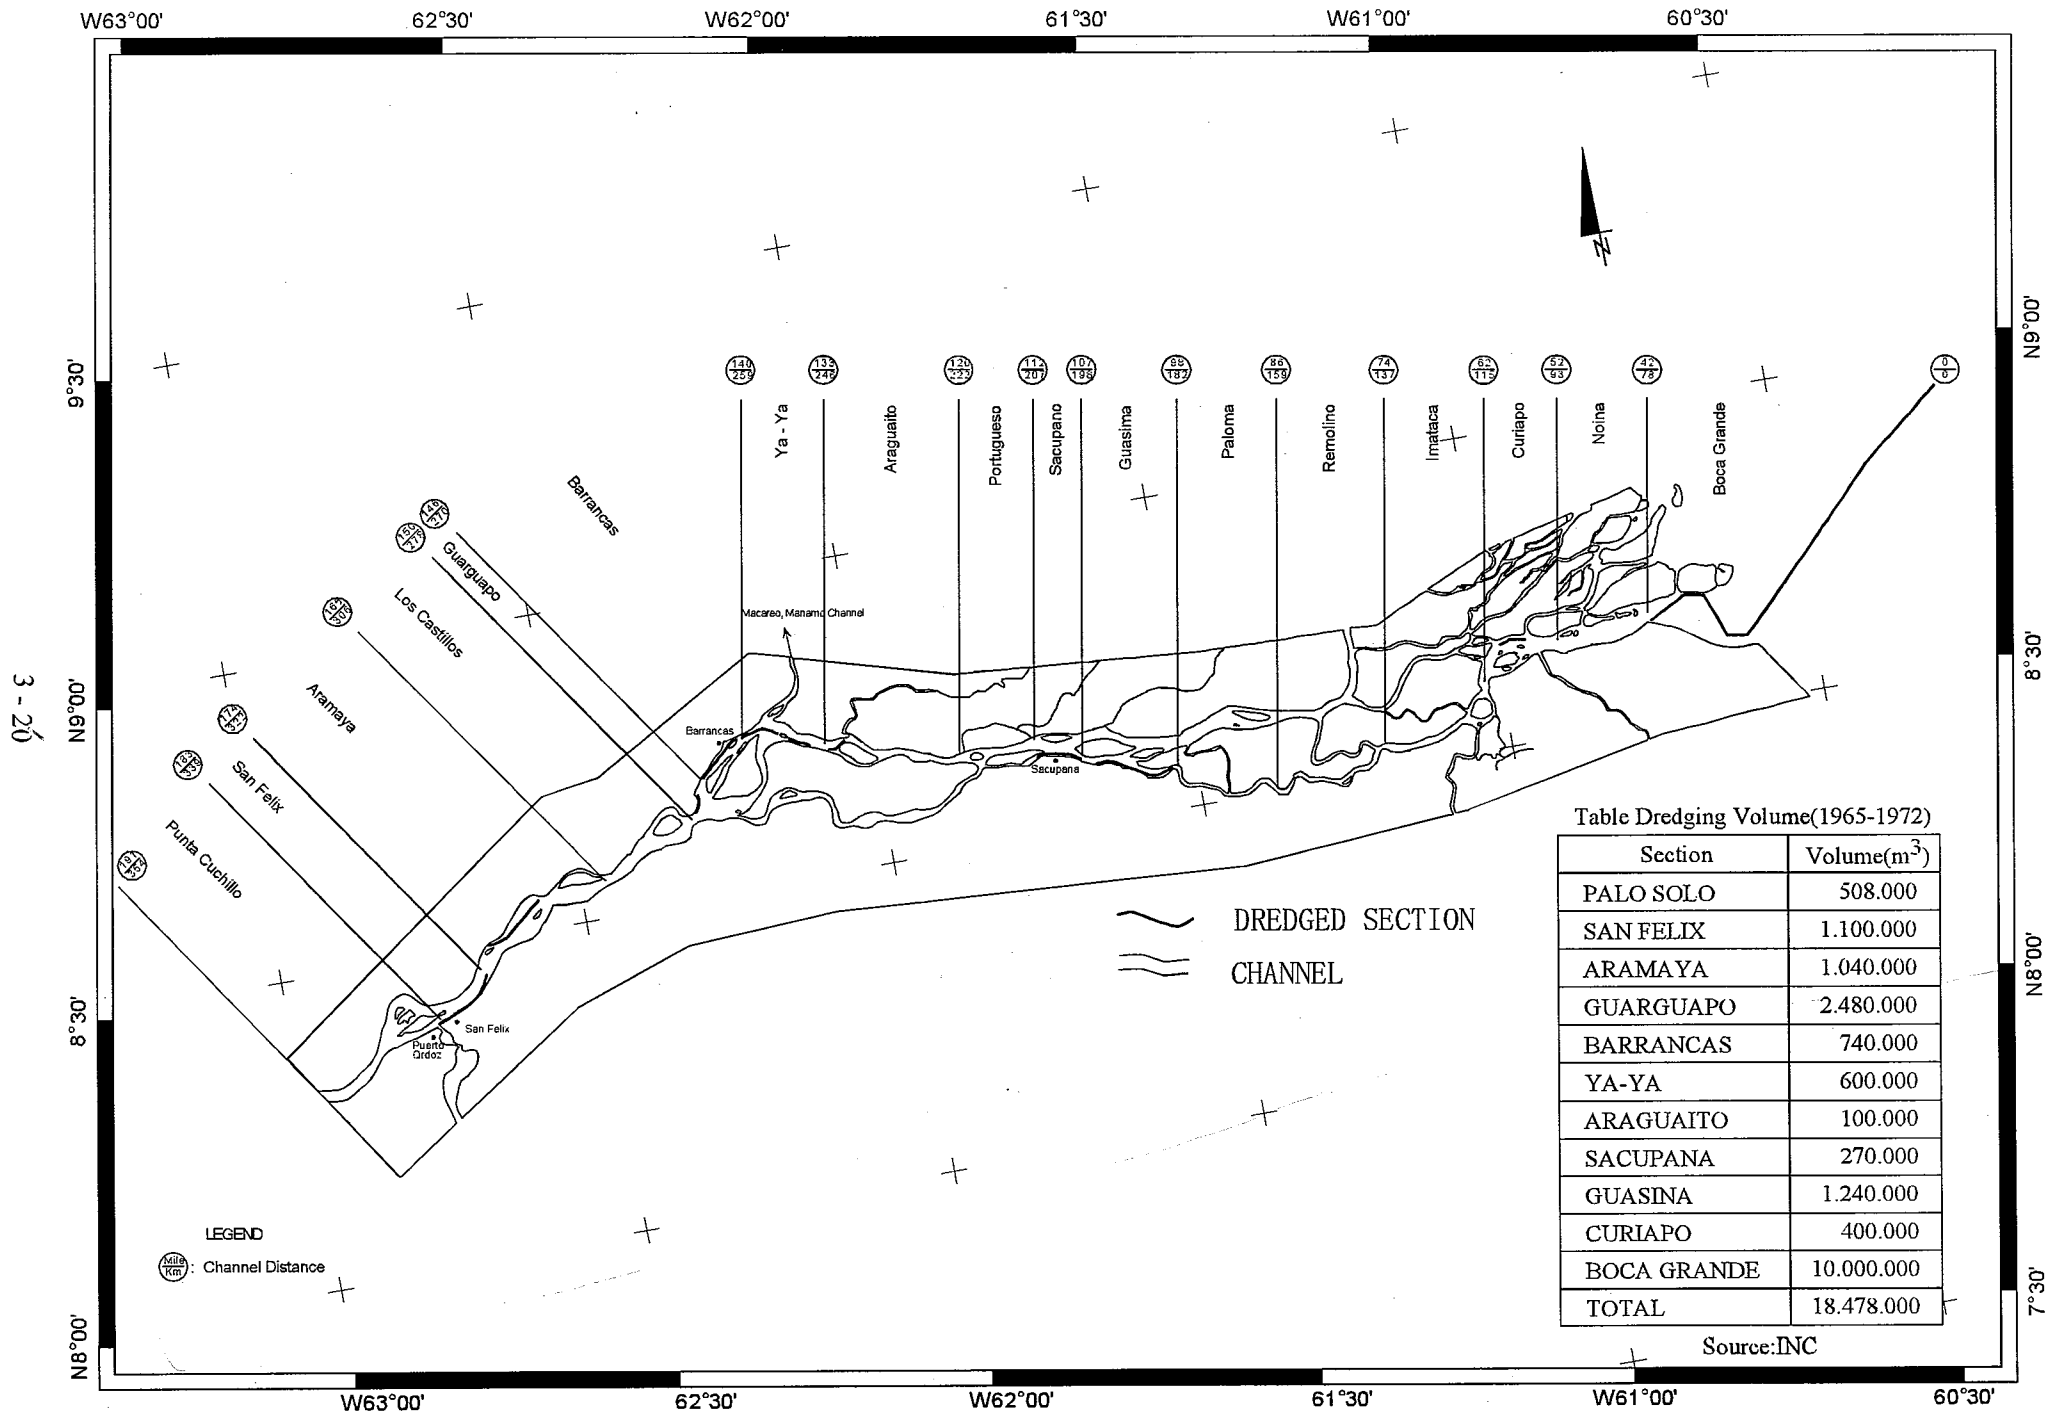 W63°00'
62°30'
W62°00'
61°30'
W61°00'
60°30'
9°30'
N9°00'
8°30'
N8°00'
N9°00'
8°30'
N8°00'
7°30'
W63°00'
62°30'
W62°00'
61°30'
W61°00'
60°30'
3 - 20
N
140
259
133
246
120
222
112
207
107
198
98
182
86
159
74
137
62
115
52
93
42
78
0
0
Ya - Ya
Araguaito
Portugueso
Sacupano
Guasima
Paloma
Remolino
Imataca
Curiapo
Noina
Boca Grande
Barrancas
146
270
Guarguapo
Los Castillos
Aramaya
174
San Felix
Punta Cuchillo
Macareo, Manamo Channel
Barrancas
Sacupana
San Felix
Puerto
Ordoz
DREDGED SECTION
CHANNEL
LEGEND
Mile
Km
: Channel Distance
Table Dredging Volume(1965-1972)
Section Volume(m³)
PALO SOLO 508.000
SAN FELIX 1.100.000
ARAMAYA 1.040.000
GUARGUAPO 2.480.000
BARRANCAS 740.000
YA-YA 600.000
ARAGUAITO 100.000
SACUPANA 270.000
GUASINA 1.240.000
CURIAPO 400.000
BOCA GRANDE 10.000.000
TOTAL 18.478.000
Source:INC